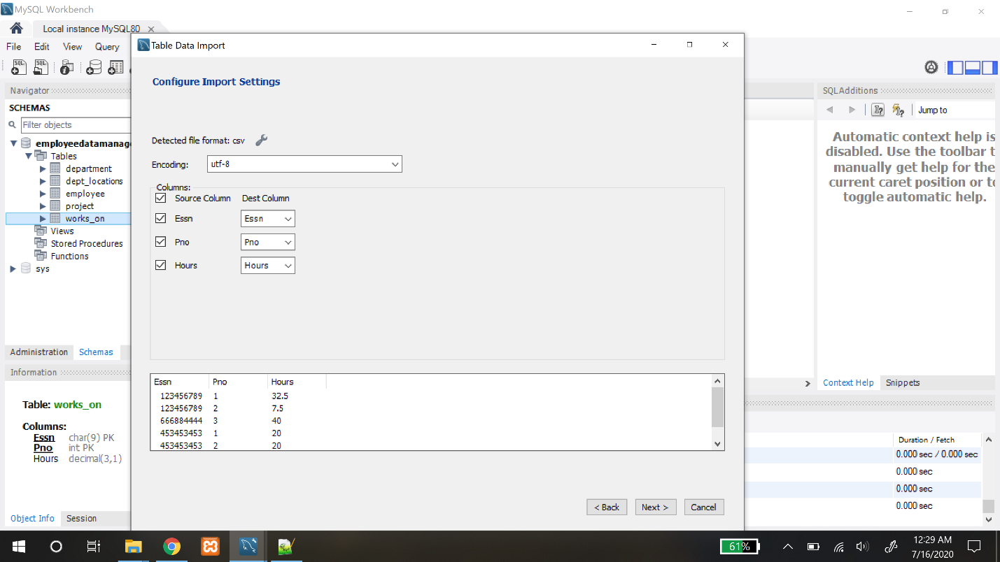 MySQL Workbench
Local instance MySQL80
File Edit View Query
Navigator
SCHEMAS
Filter objects
employeedatamanag
Tables
department
dept_locations
employee
project
works_on
Views
Stored Procedures
Functions
sys
Administration Schemas
Information
Table: works_on
Columns:
Essn char(9) PK
Pno int PK
Hours decimal(3,1)
Object Info Session
Table Data Import
Configure Import Settings
Detected file format: csv
Encoding: utf-8
Columns:
Source Column Dest Column
Essn Essn
Pno Pno
Hours Hours
Essn Pno Hours
123456789 1 32.5
123456789 2 7.5
666884444 3 40
453453453 1 20
453453453 2 20
< Back Next > Cancel
SQLAdditions
Jump to
Automatic context help is
disabled. Use the toolbar t
manually get help for the
current caret position or to
toggle automatic help.
Context Help Snippets
Duration / Fetch
0.000 sec / 0.000 sec
0.000 sec
0.000 sec
0.000 sec
61%
12:29 AM
7/16/2020